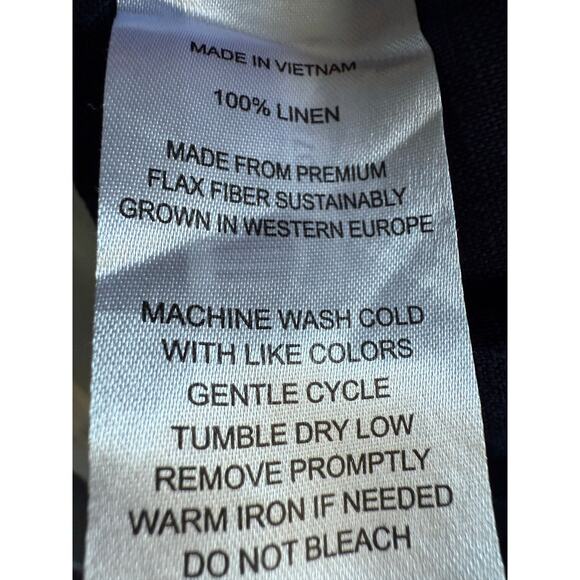 MADE IN VIETNAM
100% LINEN
MADE FROM PREMIUM
FLAX FIBER SUSTAINABLY
GROWN IN WESTERN EUROPE
MACHINE WASH COLD
WITH LIKE COLORS
GENTLE CYCLE
TUMBLE DRY LOW
REMOVE PROMPTLY
WARM IRON IF NEEDED
DO NOT BLEACH